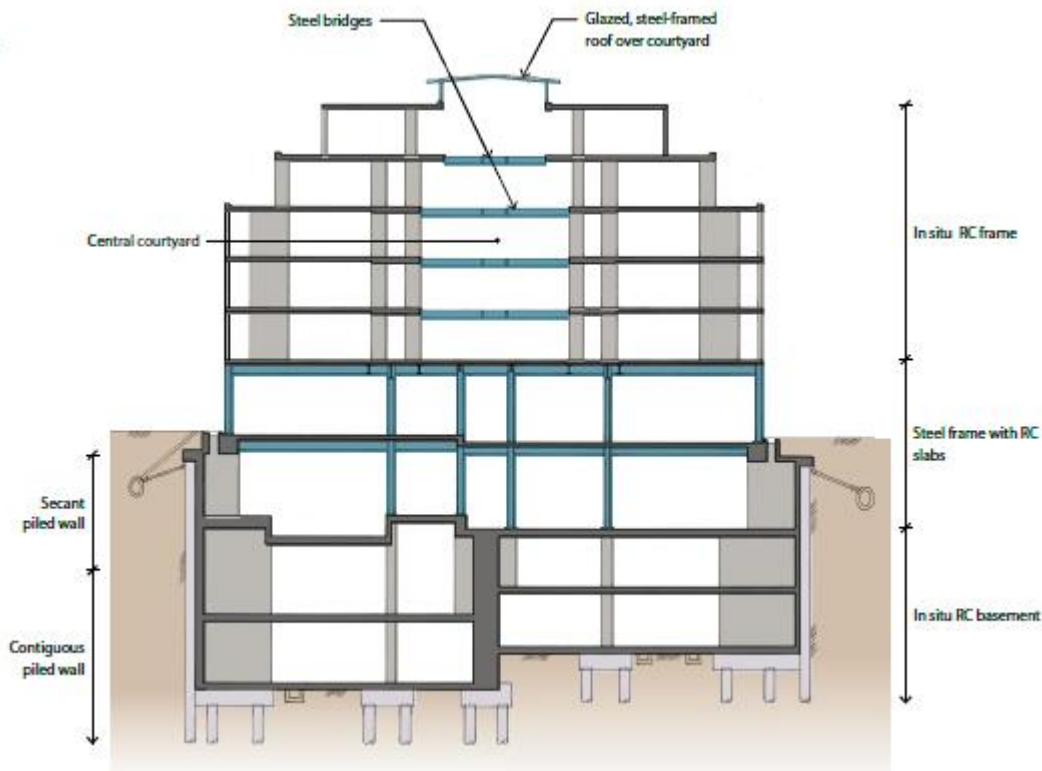 Steel bridges
Glazed, steel-framed
roof over courtyard
Central courtyard
In situ RC frame
Steel frame with RC
slabs
Secant
piled wall
In situ RC basement
Contiguous
piled wall